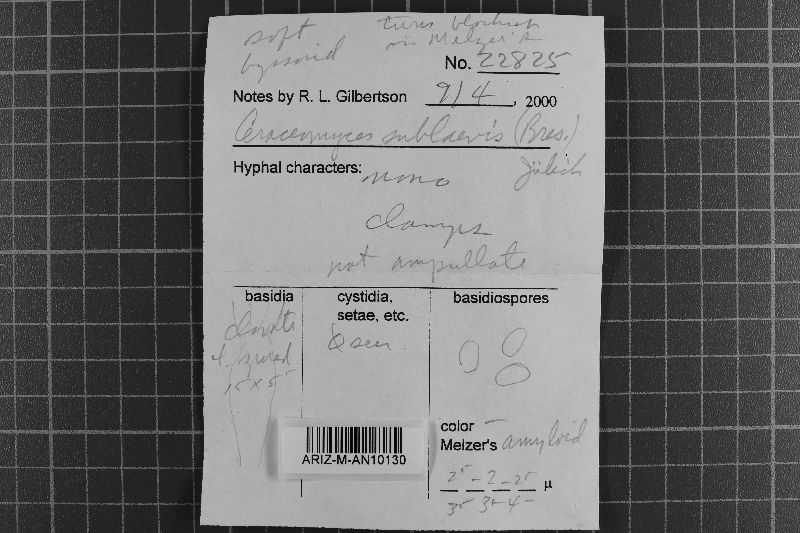 soft
byssoid
turns blackish
in Melzer's
No. 22825
Notes by R. L. Gilbertson 9/4, 2000
Ceraceomyces sublaevis (Bres.)
Jülich
Hyphal characters:
mono
clamps
not ampullate
basidia
clavate
4 spored
15 x 5
cystidia,
setae, etc.
O seen
basidiospores
color –
Melzer's amyloid
µ
ARIZ-M-AN10130